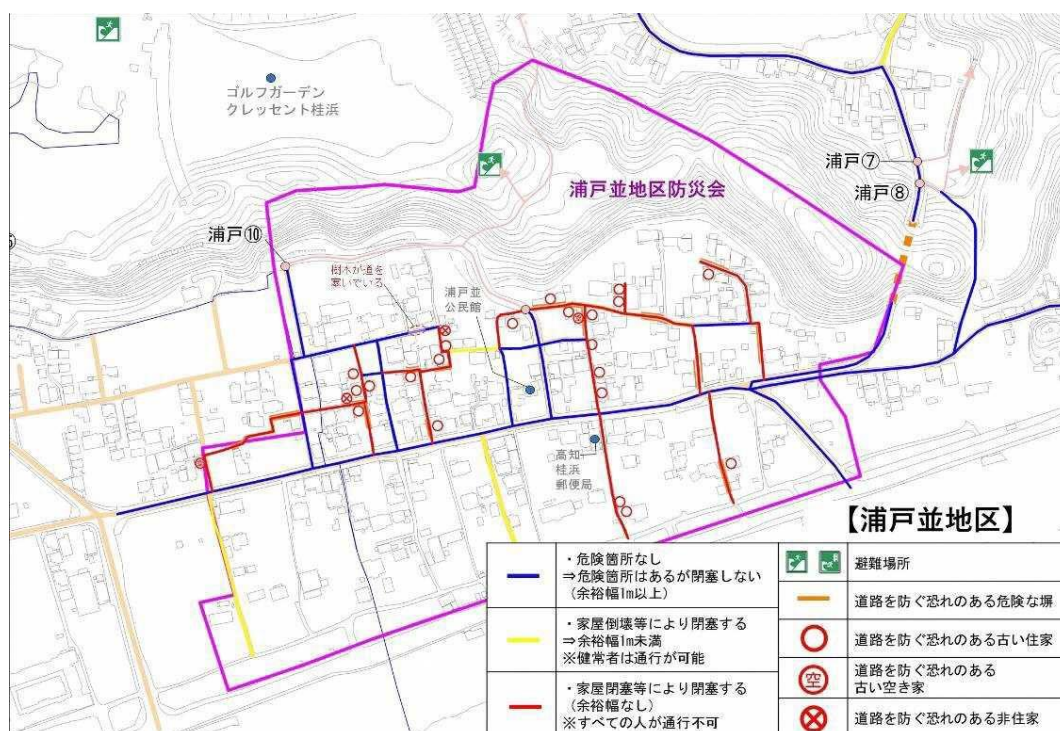 ゴルフガーデン
クレッセント桂浜
浦戸⑦
浦戸⑧
浦戸並地区防災会
浦戸⑩
樹木が道を
塞いでいる
浦戸並
公民館
高知
桂浜
郵便局
【浦戸並地区】
・危険箇所なし
⇒危険箇所はあるが閉塞しない
（余裕幅1m以上）
・家屋倒壊等により閉塞する
⇒余裕幅1m未満
※健常者は通行が可能
・家屋閉塞等により閉塞する
（余裕幅なし）
※すべての人が通行不可
避難場所
道路を防ぐ恐れのある危険な塀
道路を防ぐ恐れのある古い住家
空
道路を防ぐ恐れのある
古い空き家
道路を防ぐ恐れのある非住家